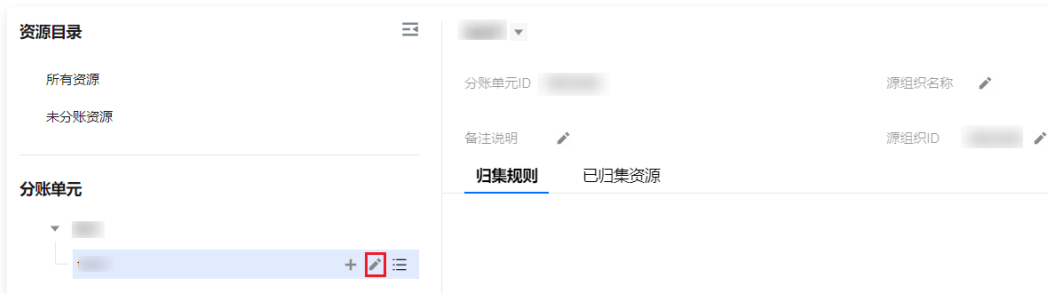 资源目录
所有资源
未分账资源
分账单元
分账单元ID
源组织名称
备注说明
源组织ID
归集规则
已归集资源